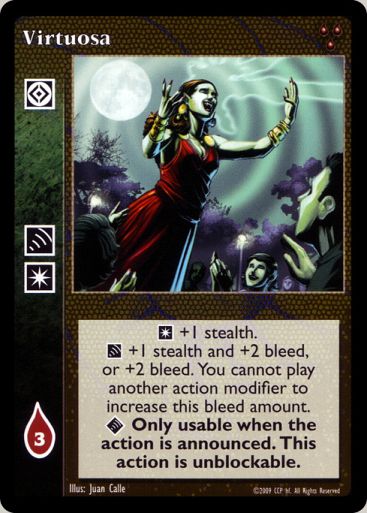 Virtuosa
+1 stealth.
+1 stealth and +2 bleed,
or +2 bleed. You cannot play
another action modifier to
increase this bleed amount.
Only usable when the
action is announced. This
action is unblockable.
3
Illus: Juan Calle
©2009 CCP hf. All Rights Reserved